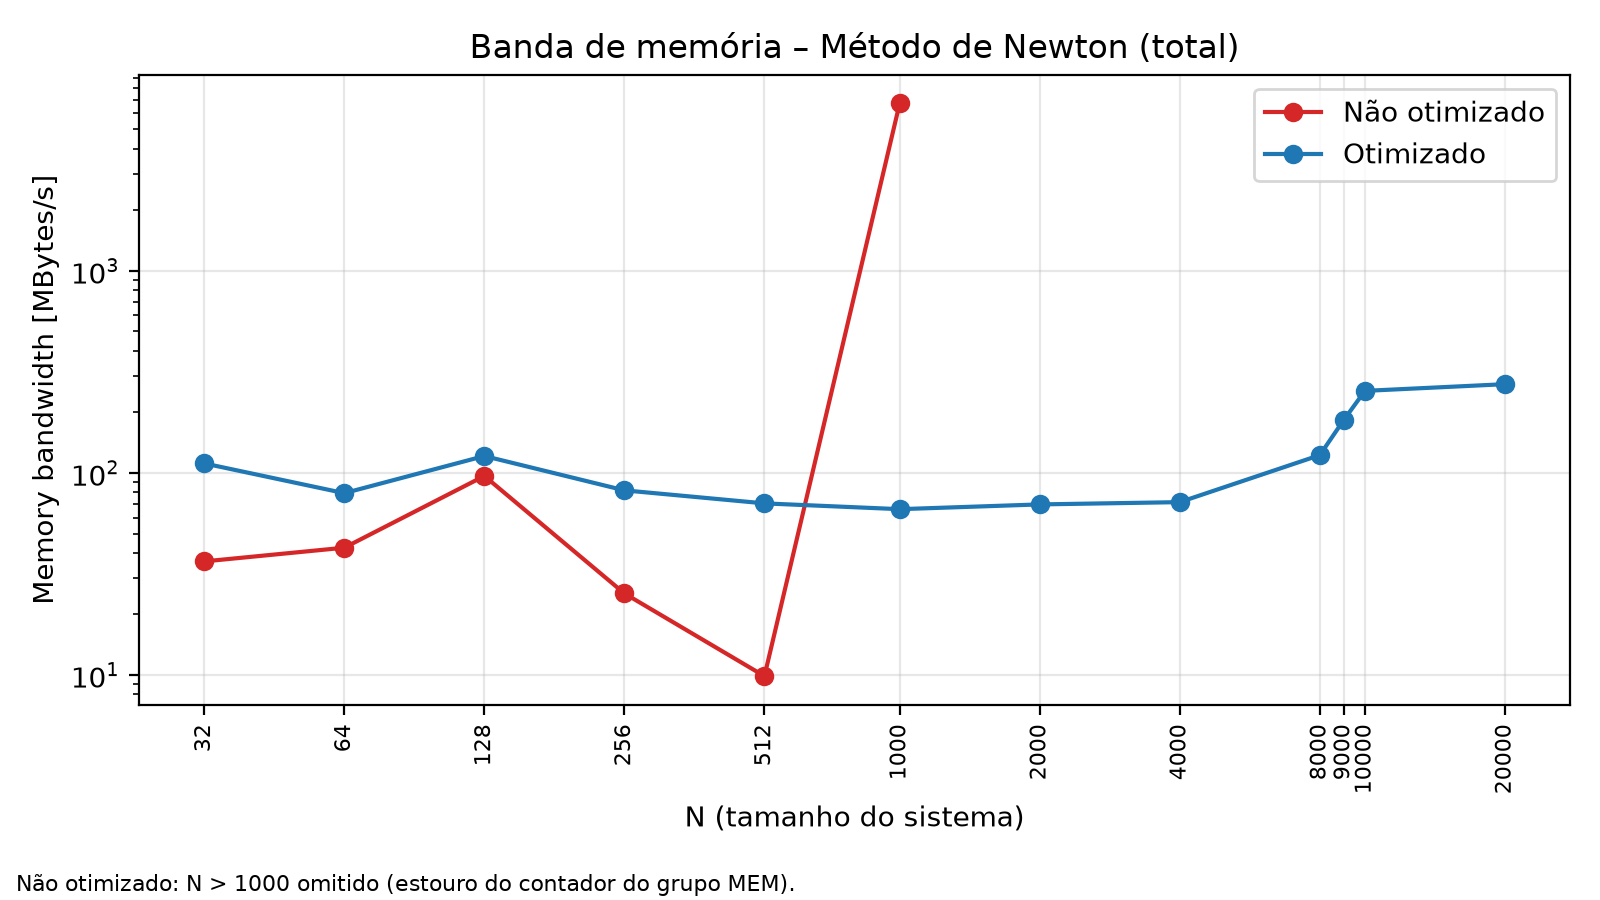 Banda de memória – Método de Newton (total)
Não otimizado
Otimizado
Memory bandwidth [MBytes/s]
10³
10²
10¹
32
64
128
256
512
1000
2000
4000
8000
9000
10000
20000
N (tamanho do sistema)
Não otimizado: N > 1000 omitido (estouro do contador do grupo MEM).